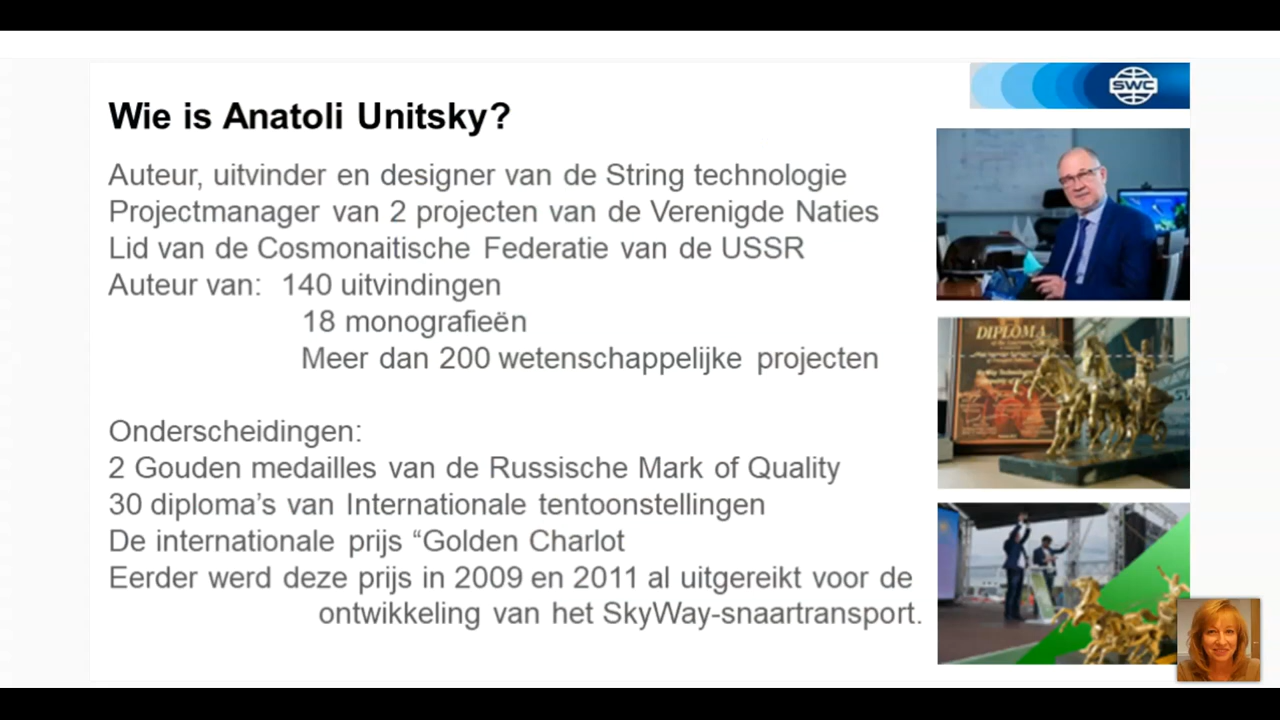 SWC
Wie is Anatoli Unitsky?
Auteur, uitvinder en designer van de String technologie
Projectmanager van 2 projecten van de Verenigde Naties
Lid van de Cosmonaitische Federatie van de USSR
Auteur van: 140 uitvindingen
18 monografieën
Meer dan 200 wetenschappelijke projecten
Onderscheidingen:
2 Gouden medailles van de Russische Mark of Quality
30 diploma's van Internationale tentoonstellingen
De internationale prijs “Golden Charlot
Eerder werd deze prijs in 2009 en 2011 al uitgereikt voor de
ontwikkeling van het SkyWay-snaartransport.
DIPLOMA